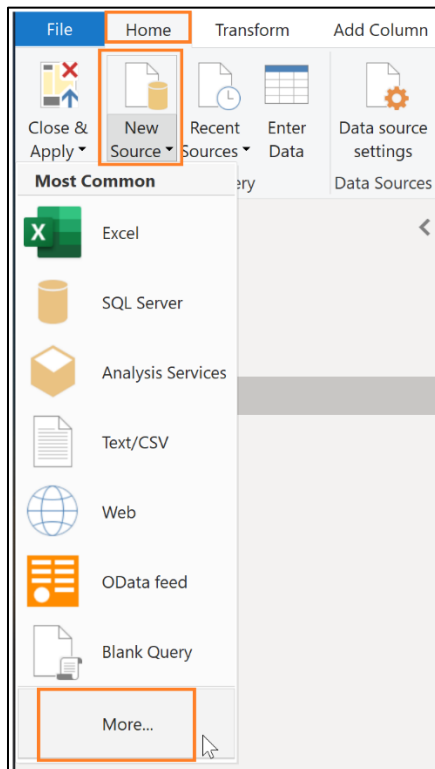 File Home Transform Add Column
Close & New Recent Enter Data source
Apply Source Sources Data settings
Most Common ery Data Sources
X Excel
SQL Server
Analysis Services
Text/CSV
Web
OData feed
Blank Query
More...